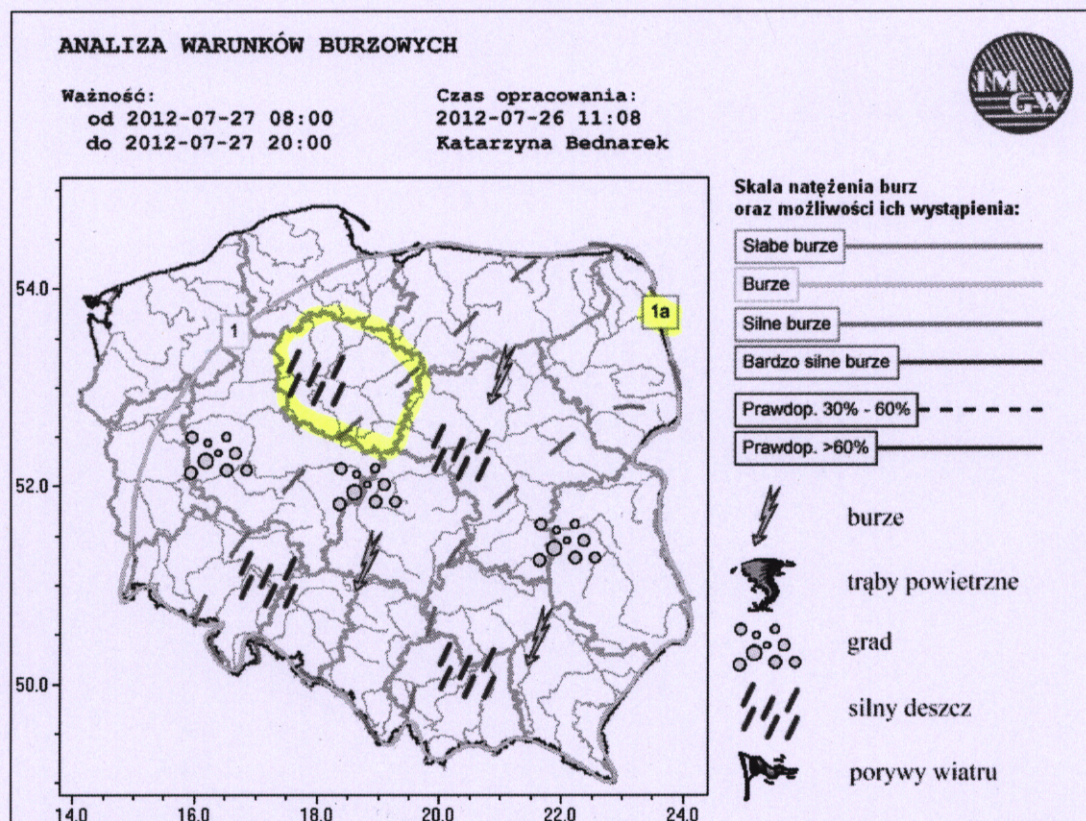 ANALIZA WARUNKÓW BURZOWYCH
IMGW
Ważność:
od 2012-07-27 08:00
do 2012-07-27 20:00
Czas opracowania:
2012-07-26 11:08
Katarzyna Bednarek
Skala natężenia burz
oraz możliwości ich wystąpienia:
Słabe burze
Burze
Silne burze
Bardzo silne burze
Prawdop. 30% - 60%
Prawdop. >60%
burze
trąby powietrzne
grad
silny deszcz
porywy wiatru
54.0
52.0
50.0
1
1a
14.0 16.0 18.0 20.0 22.0 24.0